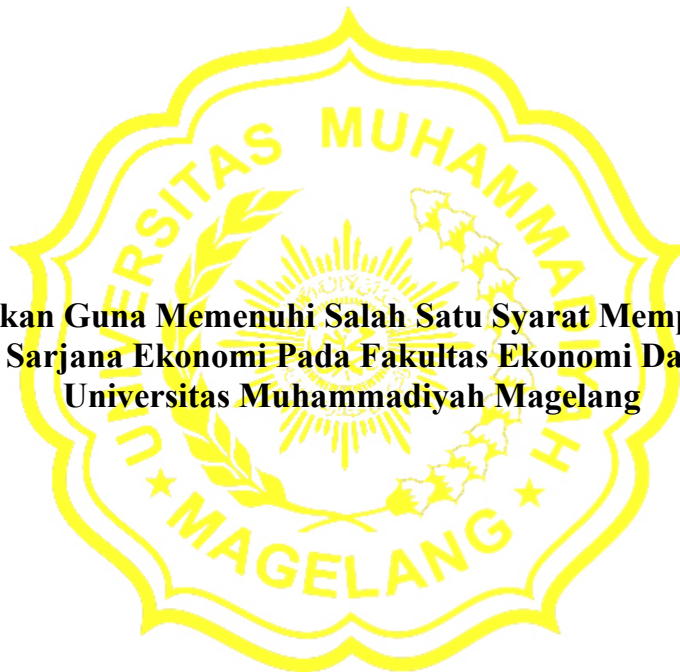 UNIVERSITAS MUHAMMADIYAH
kan Guna Memenuhi Salah Satu Syarat Memp
Sarjana Ekonomi Pada Fakultas Ekonomi Da
Universitas Muhammadiyah Magelang
★ MAGELANG ★